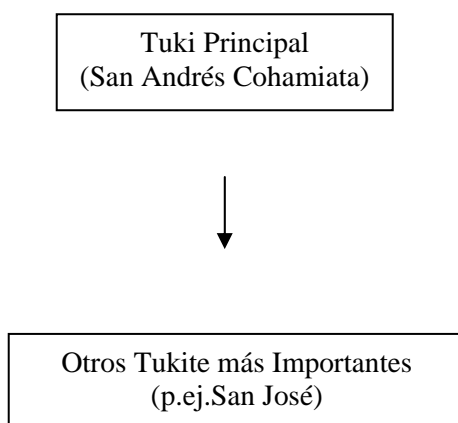 Tuki Principal
(San Andrés Cohamiata)
Otros Tukite más Importantes
(p.ej.San José)